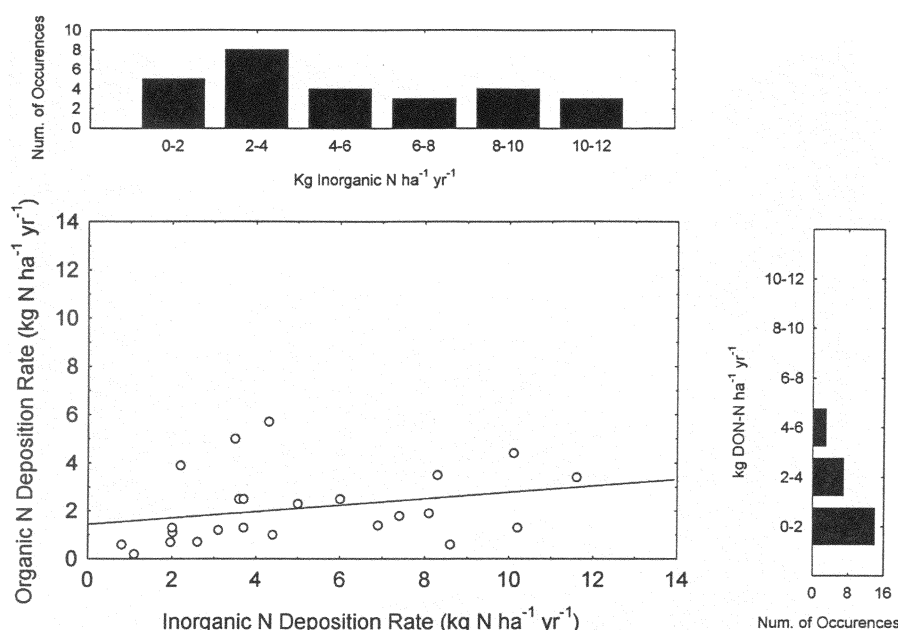 Num. of Occurences
10
8
6
4
2
0
0-2 2-4 4-6 6-8 8-10 10-12
Kg Inorganic N ha⁻¹ yr⁻¹
Organic N Deposition Rate (kg N ha⁻¹ yr⁻¹)
14
12
10
8
6
4
2
0
0 2 4 6 8 10 12 14
Inorganic N Deposition Rate (kg N ha⁻¹ yr⁻¹)
kg DON-N ha⁻¹ yr⁻¹
10-12
8-10
6-8
4-6
2-4
0-2
0 8 16
Num. of Occurences